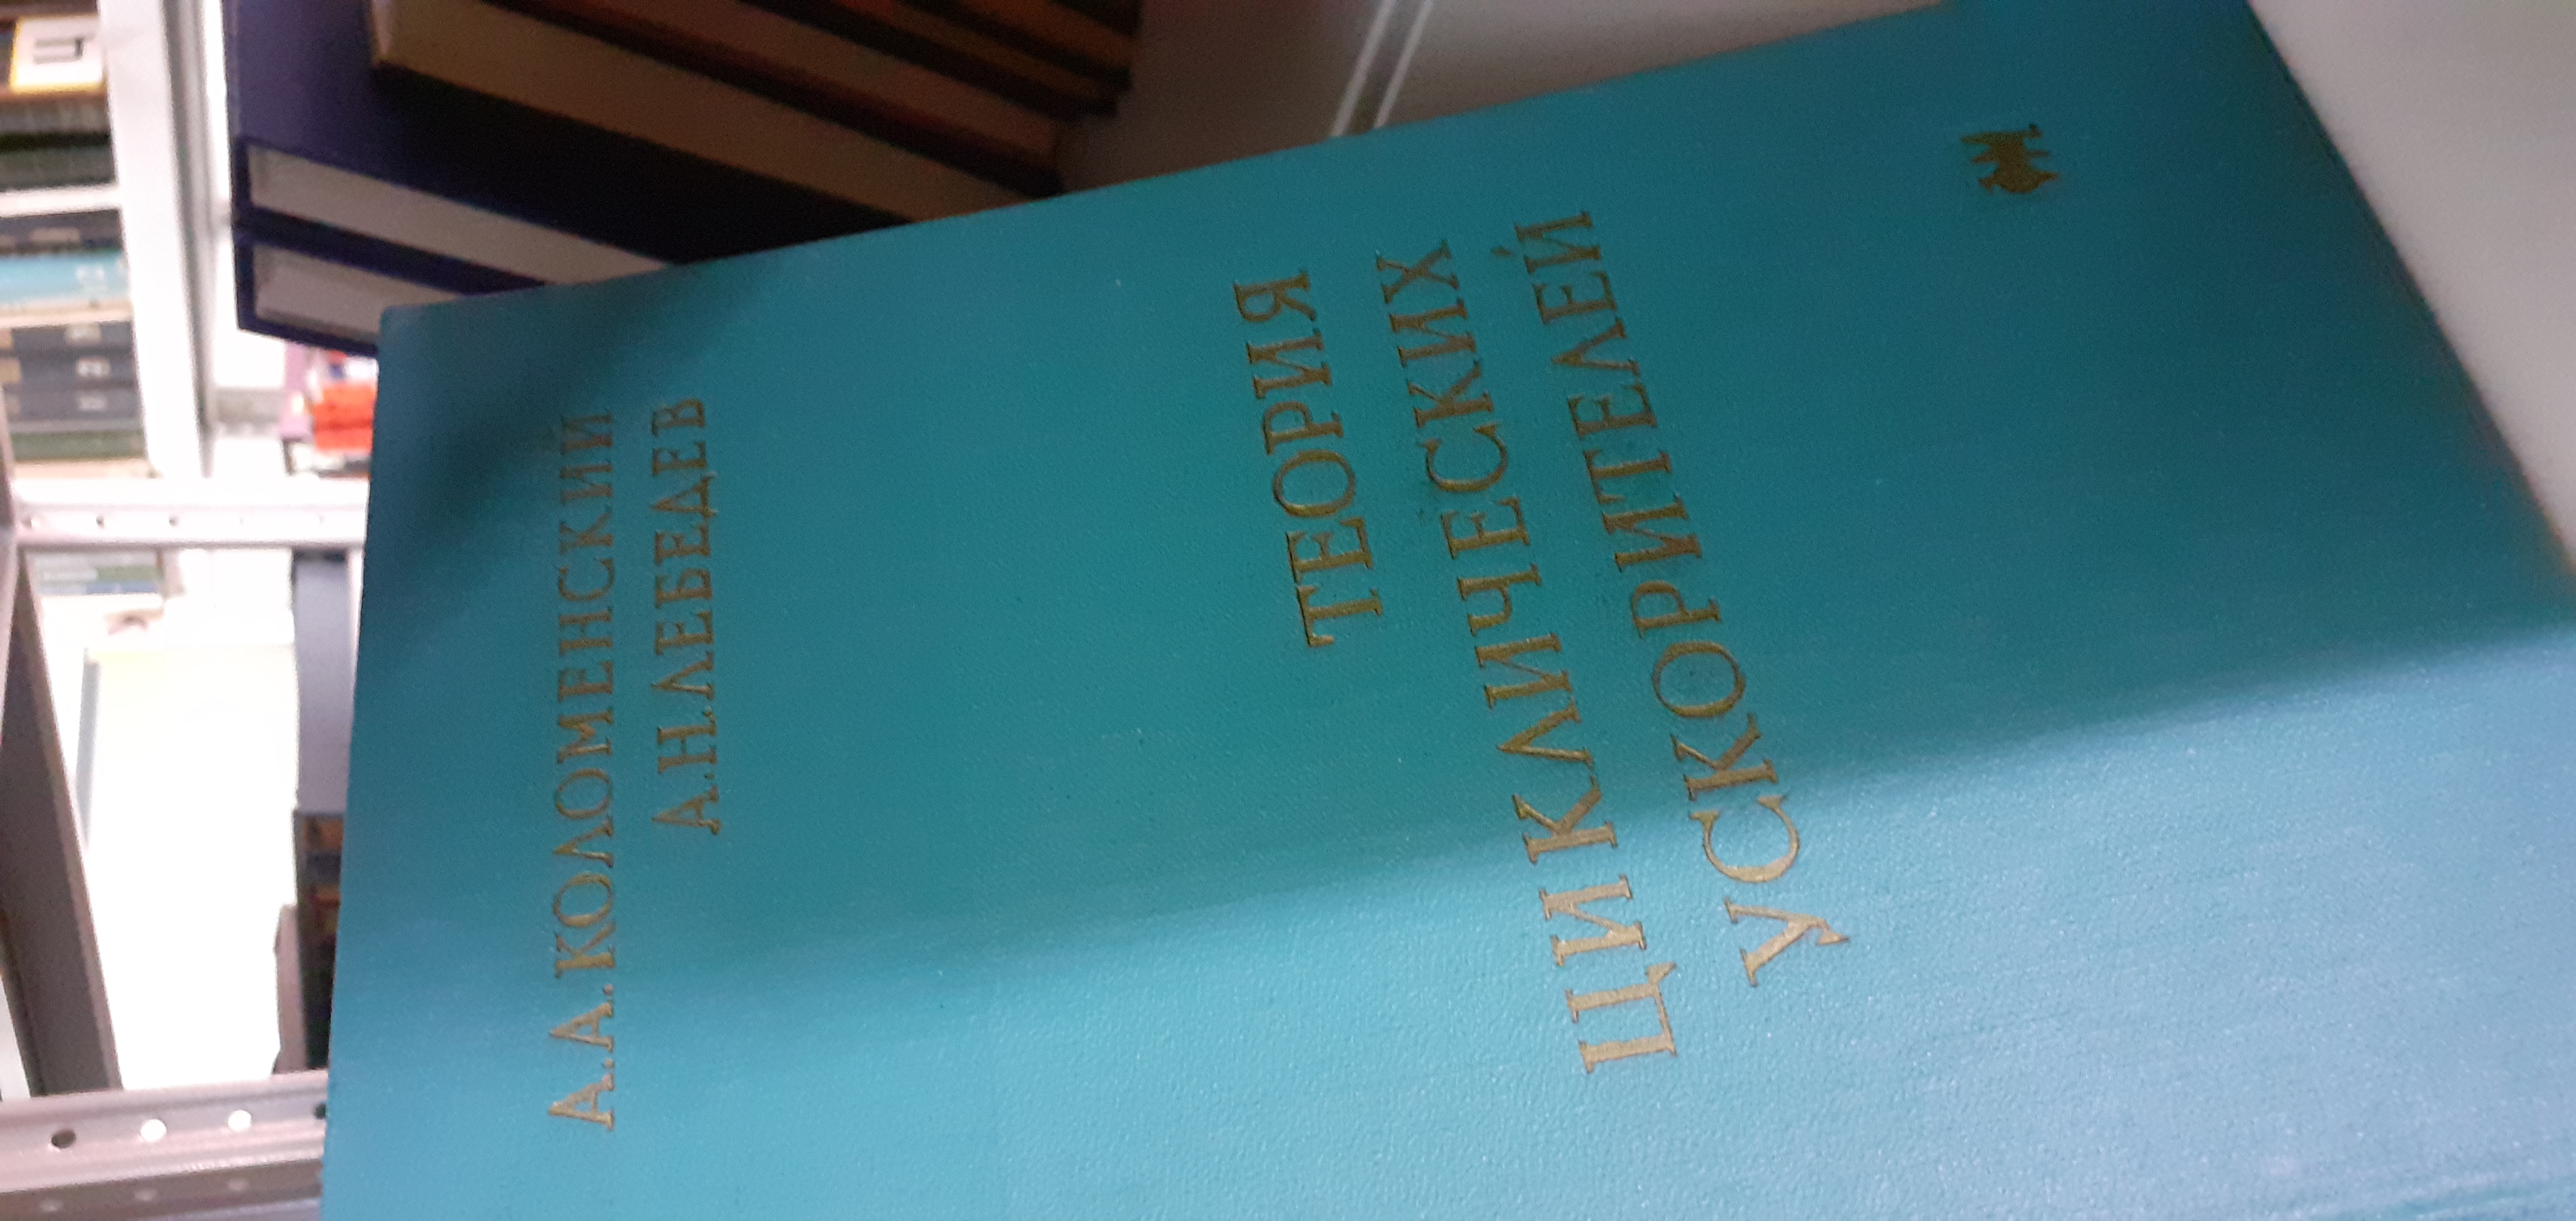 А.А.КОЛОМЕНСКИЙ
А.Н.ЛЕБЕДЕВ
ТЕОРИЯ
ЦИКЛИЧЕСКИХ
УСКОРИТЕЛЕЙ